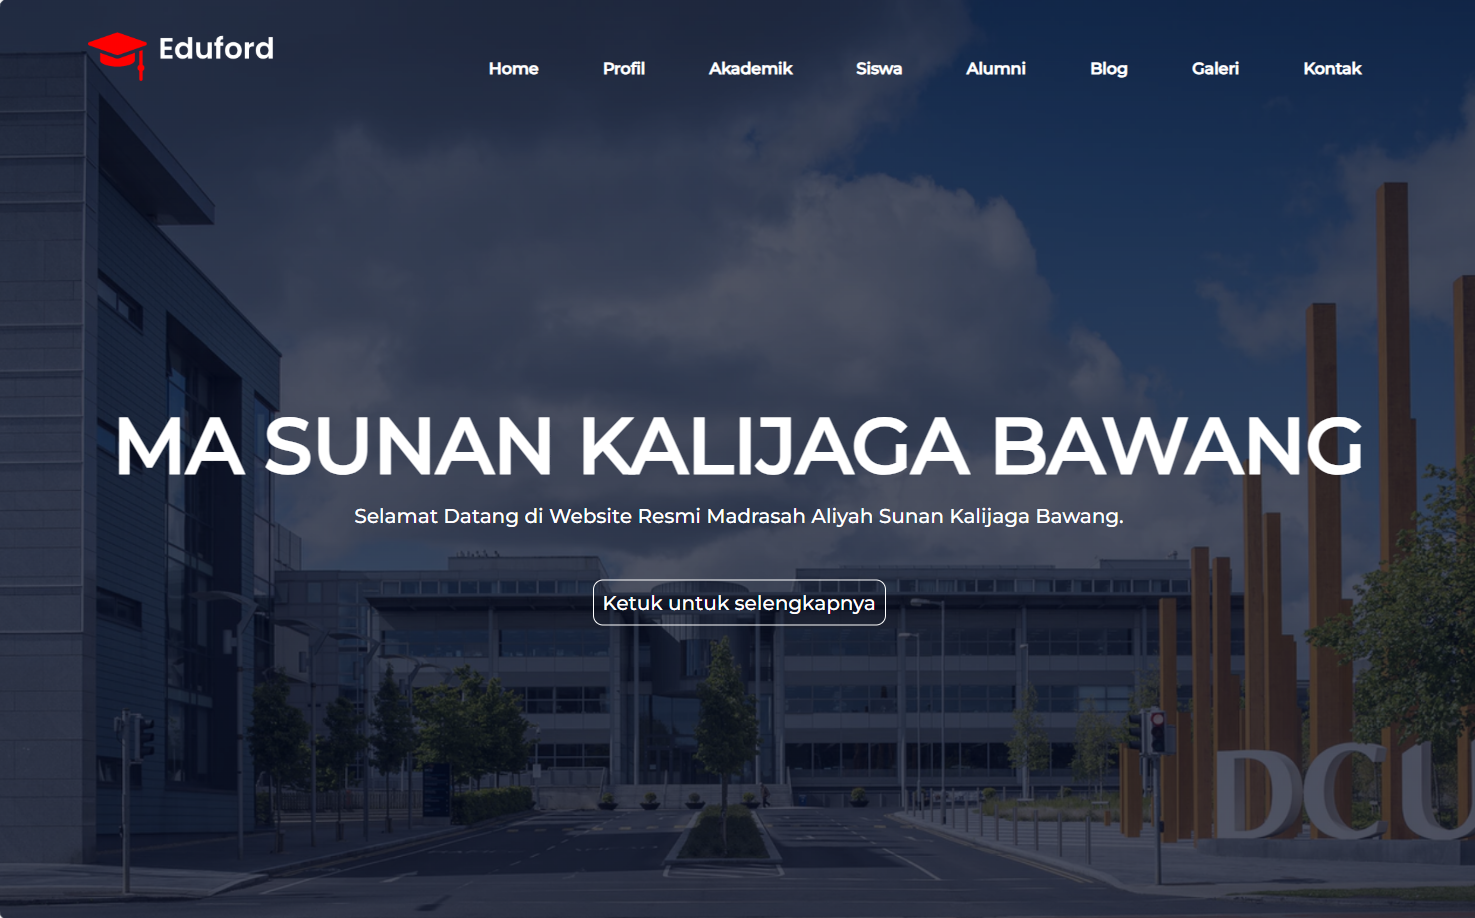 Eduford
Home Profil Akademik Siswa Alumni Blog Galeri Kontak
MA SUNAN KALIJAGA BAWANG
Selamat Datang di Website Resmi Madrasah Aliyah Sunan Kalijaga Bawang.
Ketuk untuk selengkapnya
DCU